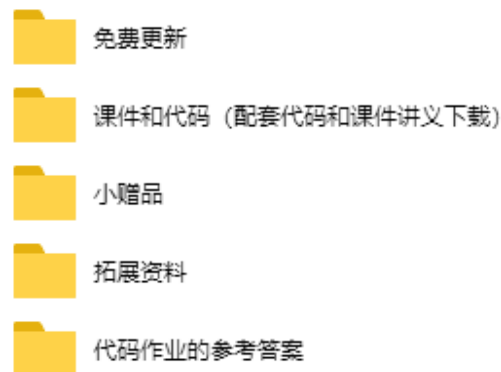 免费更新
课件和代码（配套代码和课件讲义下载）
小赠品
拓展资料
代码作业的参考答案